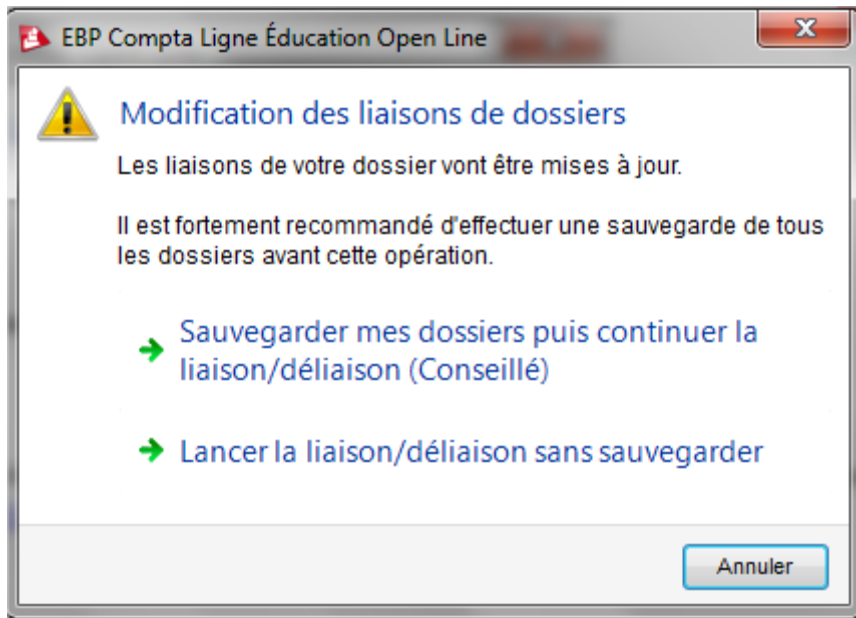 EBP Compta Ligne Éducation Open Line
Modification des liaisons de dossiers
Les liaisons de votre dossier vont être mises à jour.
Il est fortement recommandé d'effectuer une sauvegarde de tous
les dossiers avant cette opération.
Sauvegarder mes dossiers puis continuer la
liaison/déliaison (Conseillé)
Lancer la liaison/déliaison sans sauvegarder
Annuler